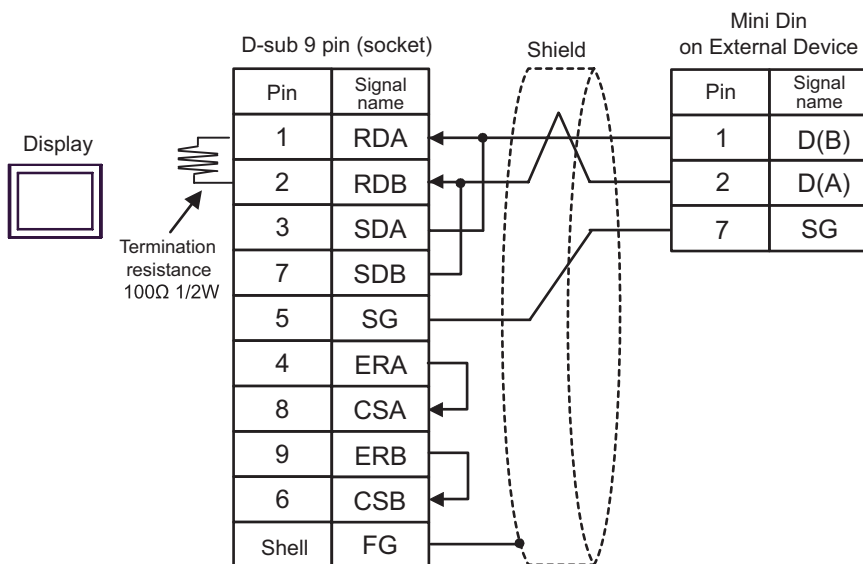 Mini Din
on External Device
D-sub 9 pin (socket)
Shield
Pin Signal name
Pin Signal name
1 RDA
1 D(B)
Display
2 RDB
2 D(A)
3 SDA
7 SG
Termination
resistance
100Ω 1/2W
7 SDB
5 SG
4 ERA
8 CSA
9 ERB
6 CSB
Shell FG